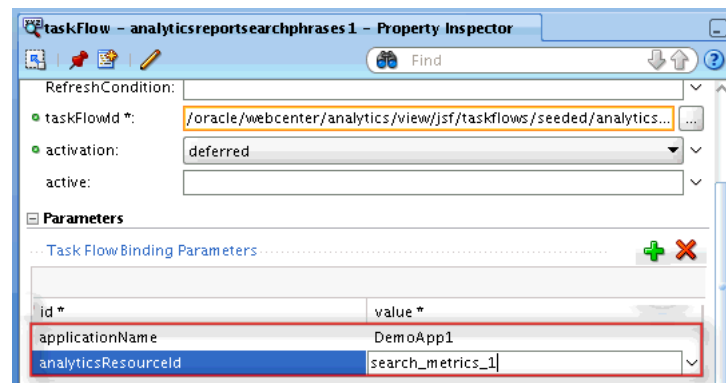 taskFlow - analyticsreportsearchphrases1 - Property Inspector
Find
RefreshCondition:
taskFlowId *: /oracle/webcenter/analytics/view/jsf/taskflows/seeded/analytics... ...
activation: deferred
active:
Parameters
Task Flow Binding Parameters
id * value *
applicationName DemoApp1
analyticsResourceId search_metrics_1